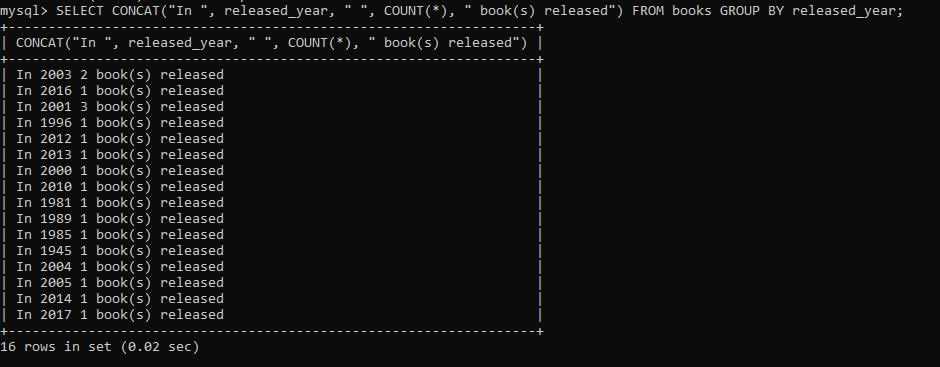 mysql> SELECT CONCAT("In ", released_year, " ", COUNT(*), " book(s) released") FROM books GROUP BY released_year;
+------------------------------------------------------------------+
| CONCAT("In ", released_year, " ", COUNT(*), " book(s) released") |
+------------------------------------------------------------------+
| In 2003 2 book(s) released                                       |
| In 2016 1 book(s) released                                       |
| In 2001 3 book(s) released                                       |
| In 1996 1 book(s) released                                       |
| In 2012 1 book(s) released                                       |
| In 2013 1 book(s) released                                       |
| In 2000 1 book(s) released                                       |
| In 2010 1 book(s) released                                       |
| In 1981 1 book(s) released                                       |
| In 1989 1 book(s) released                                       |
| In 1985 1 book(s) released                                       |
| In 1945 1 book(s) released                                       |
| In 2004 1 book(s) released                                       |
| In 2005 1 book(s) released                                       |
| In 2014 1 book(s) released                                       |
| In 2017 1 book(s) released                                       |
+------------------------------------------------------------------+
16 rows in set (0.02 sec)